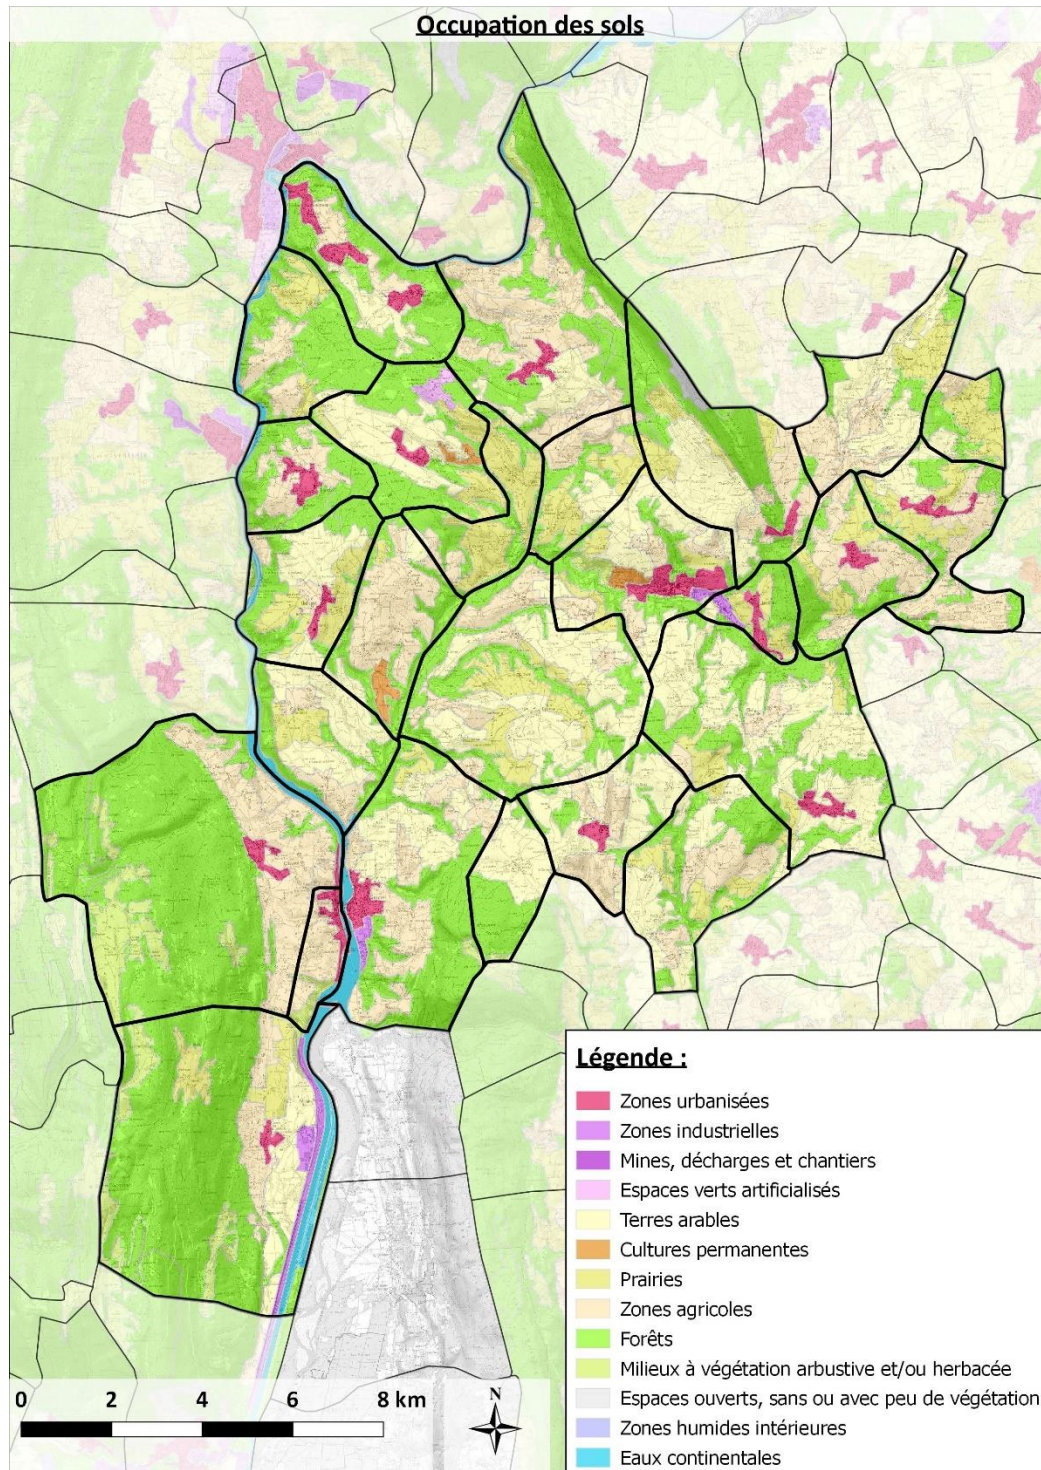 Occupation des sols
Légende :
Zones urbanisées
Zones industrielles
Mines, décharges et chantiers
Espaces verts artificialisés
Terres arables
Cultures permanentes
Prairies
Zones agricoles
Forêts
Milieux à végétation arbustive et/ou herbacée
Espaces ouverts, sans ou avec peu de végétation
Zones humides intérieures
Eaux continentales
0 2 4 6 8 km
N